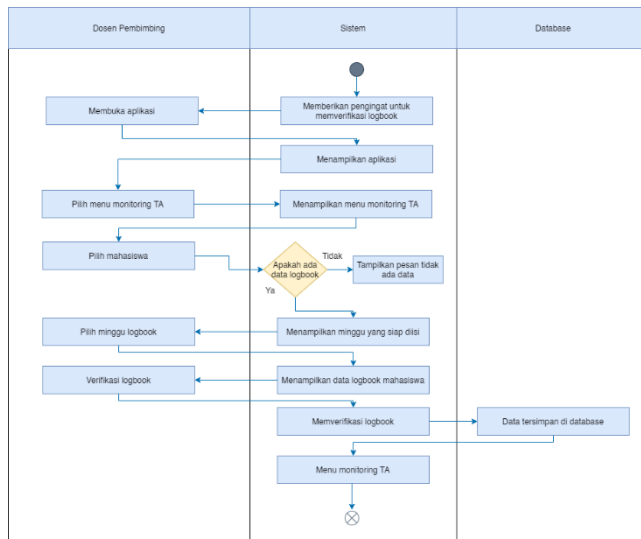 Dosen Pembimbing
Sistem
Database
Memberikan pengingat untuk
memverifikasi logbook
Membuka aplikasi
Menampilkan aplikasi
Pilih menu monitoring TA
Menampilkan menu monitoring TA
Pilih mahasiswa
Apakah ada
data logbook
Tidak
Tampilkan pesan tidak
ada data
Ya
Menampilkan minggu yang siap diisi
Pilih minggu logbook
Menampilkan data logbook mahasiswa
Verifikasi logbook
Memverifikasi logbook
Data tersimpan di database
Menu monitoring TA